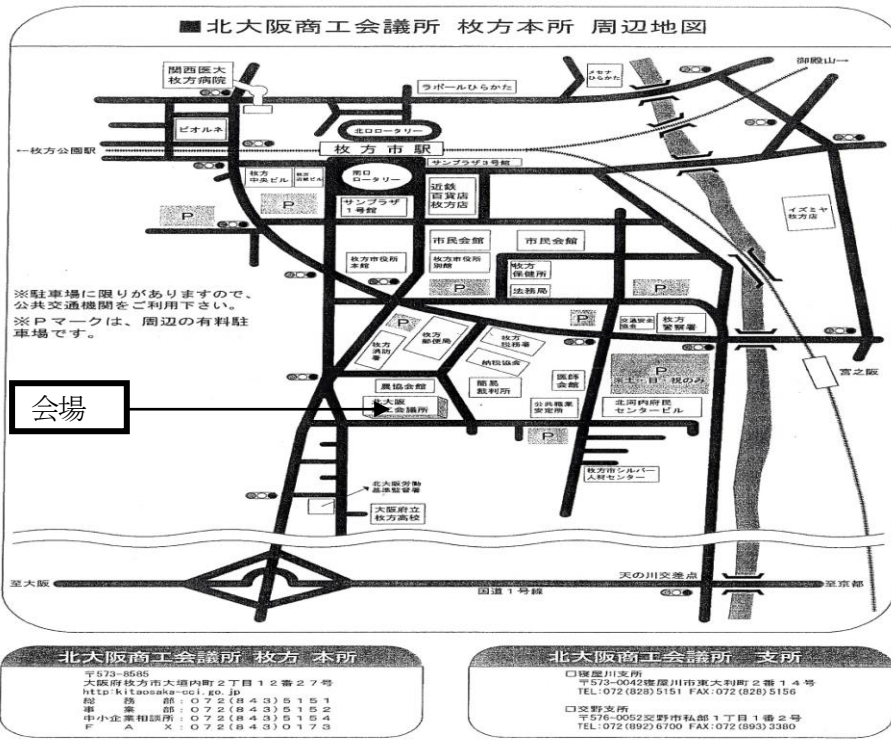 ■北大阪商工会議所 枚方本所 周辺地図
関西医大
枚方病院
ラポールひらかた
メセナ
ひらかた
御殿山→
ビオルネ
北口ロータリー
←枚方公園駅
枚方市駅
サンプラザ3号館
枚方
中央ビル
南口
ロータリー
近鉄
百貨店
枚方店
P
P
サンプラザ
1号館
イズミヤ
枚方店
市民会館
市民会館
枚方市役所
本館
枚方市役所
別館
枚方
保健所
P
法務局
P
※駐車場に限りがありますので、
公共交通機関をご利用下さい。
※Pマークは、周辺の有料駐
車場です。
P
枚方
消防
署
枚方
郵便局
枚方
税務署
P
交通安全
協会
枚方
警察署
納税協会
宮之阪
農協会館
簡易
裁判所
医師
会館
P
※土・日・祝のみ
会場
北大阪
工会議所
公共職業
安定所
北河内府民
センタービル
P
枚方市シルバー
人材センター
北大阪労働
基準監督署
大阪府立
枚方高校
至大阪
国道1号線
天の川交差点
至京都
北大阪商工会議所 枚方 本所
〒573-8585
大阪府枚方市大垣内町2丁目12番27号
http:kitaosaka-cci.go.jp
総務部:072(843)5151
事業部:072(843)5152
中小企業相談所:072(843)5154
FAX:072(843)0173
北大阪商工会議所 支所
□寝屋川支所
〒573-0042寝屋川市東大利町2番14号
TEL:072(828)5151 FAX:072(828)5156
□交野支所
〒576-0052交野市私部1丁目1番2号
TEL:072(892)6700 FAX:072(893)3380